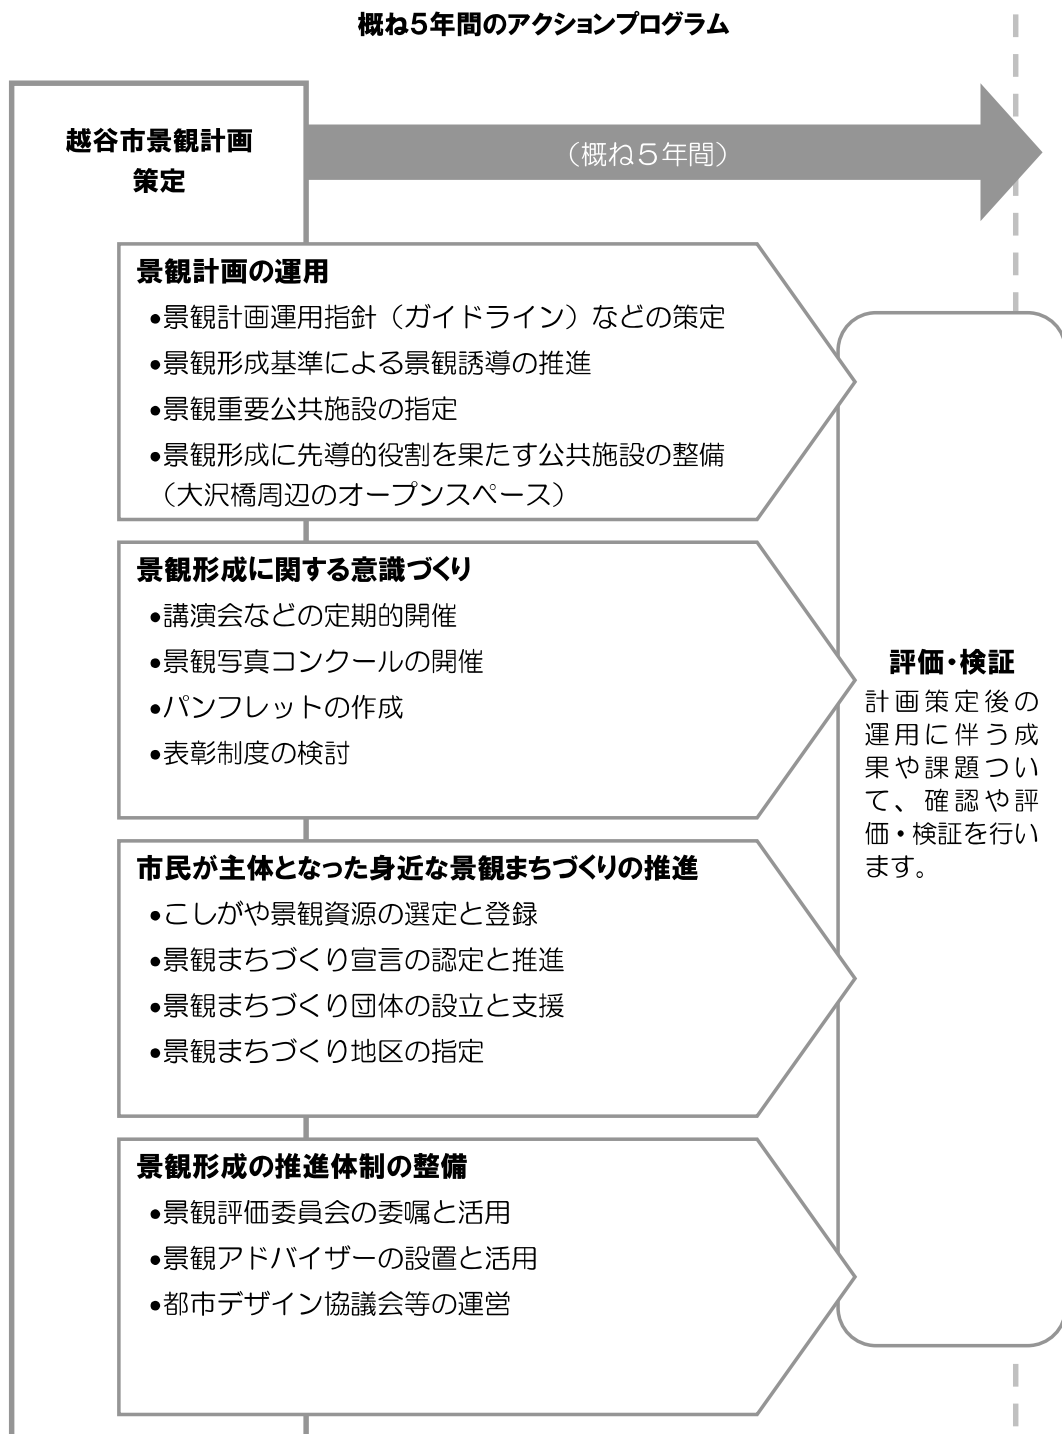 概ね5年間のアクションプログラム
越谷市景観計画
策定
（概ね５年間）
景観計画の運用
●景観計画運用指針（ガイドライン）などの策定
●景観形成基準による景観誘導の推進
●景観重要公共施設の指定
●景観形成に先導的役割を果たす公共施設の整備
（大沢橋周辺のオープンスペース）
景観形成に関する意識づくり
●講演会などの定期的開催
●景観写真コンクールの開催
●パンフレットの作成
●表彰制度の検討
市民が主体となった身近な景観まちづくりの推進
●こしがや景観資源の選定と登録
●景観まちづくり宣言の認定と推進
●景観まちづくり団体の設立と支援
●景観まちづくり地区の指定
景観形成の推進体制の整備
●景観評価委員会の委嘱と活用
●景観アドバイザーの設置と活用
●都市デザイン協議会等の運営
評価・検証
計画策定後の
運用に伴う成
果や課題つい
て、確認や評
価・検証を行い
ます。